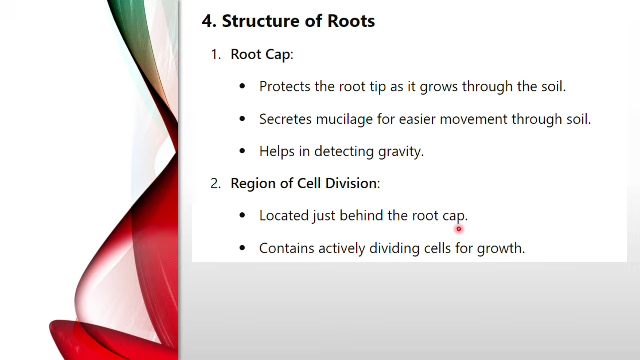 4. Structure of Roots
1. Root Cap:
• Protects the root tip as it grows through the soil.
• Secretes mucilage for easier movement through soil.
• Helps in detecting gravity.
2. Region of Cell Division:
• Located just behind the root cap.
• Contains actively dividing cells for growth.